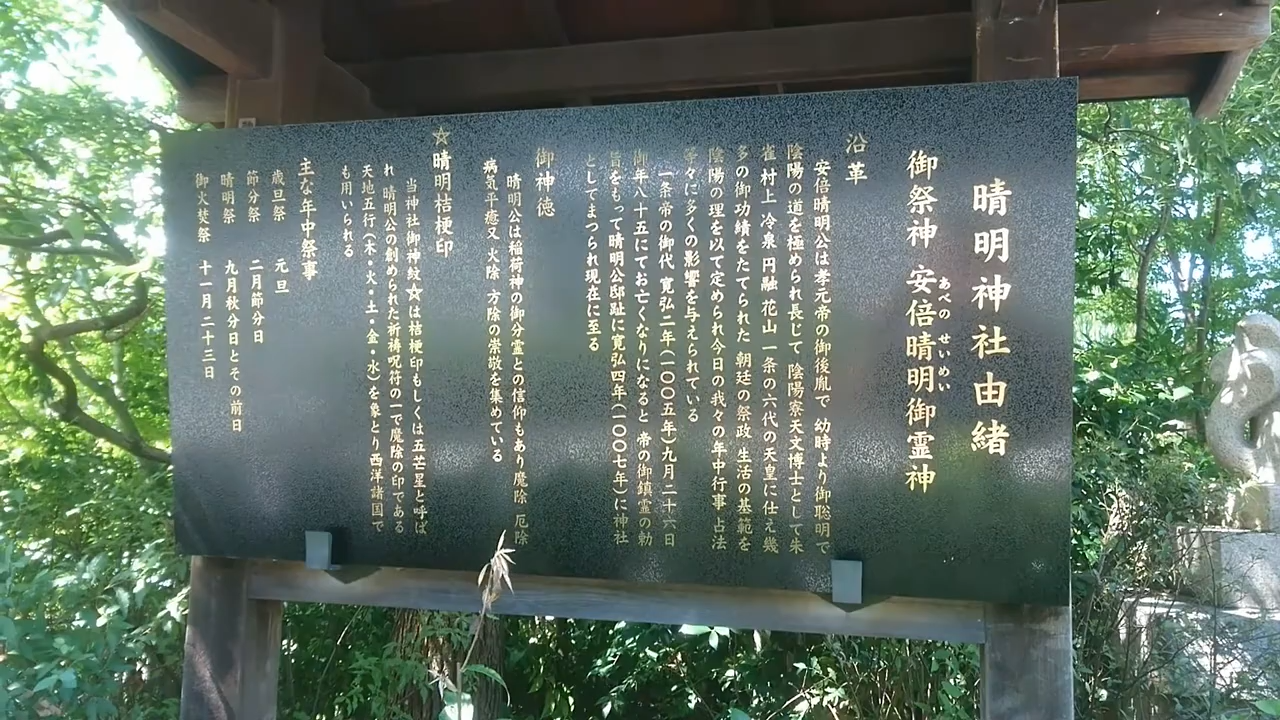 晴明神社由緒
御祭神 安倍晴明御霊神
あべの せいめい
沿革
安倍晴明公は孝元帝の御後胤で 幼時より御聡明で
陰陽の道を極められ長じて 陰陽寮天文博士として朱
雀村上 冷泉 円融 花山 一条の六代の天皇に仕え幾
多の御功績をたてられた 朝廷の祭政 生活の基範を
陰陽の理を以て定められ今日の我々の年中行事 占法
等々に多くの影響を与えられている
一条帝の御代 寛弘二年(一〇〇五年)九月二十六日
御年八十五にてお亡くなりになると 帝の御鎮霊の勅
旨をもって晴明公邸趾に寛弘四年(一〇〇七年)に神社
としてまつられ現在に至る
御神徳
晴明公は稲荷神の御分霊との信仰もあり魔除 厄除
病気平癒又 火除 方除の崇敬を集めている
☆晴明桔梗印
当神社御神紋☆は桔梗印もしくは五芒星と呼ば
れ 晴明公の創められた祈祷呪符の一で魔除の印である
天地五行(木・火・土・金・水)を象とり西洋諸国で
も用いられる
主な年中祭事
歳旦祭 元旦
節分祭 二月節分日
晴明祭 九月秋分日とその前日
御火焚祭 十一月二十三日